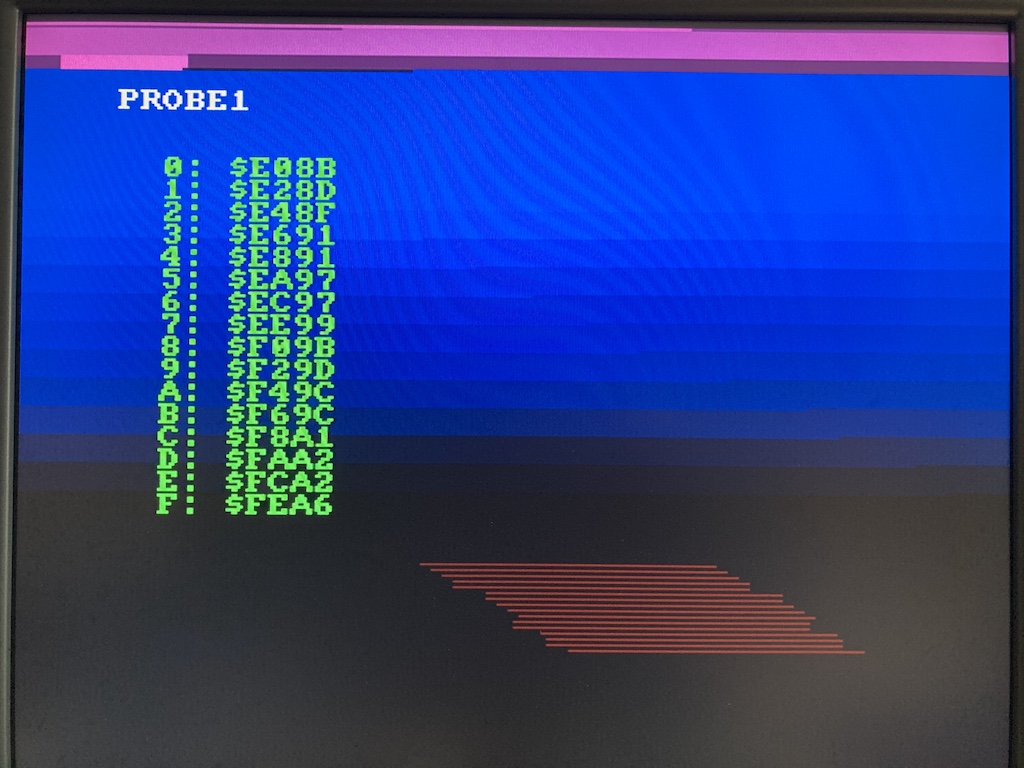 PROBE1
0: $E08B
1: $E28D
2: $E48F
3: $E691
4: $E891
5: $EA97
6: $EC97
7: $EE99
8: $F09B
9: $F29D
A: $F49C
B: $F69C
C: $F8A1
D: $FAA2
E: $FCA2
F: $FEA6